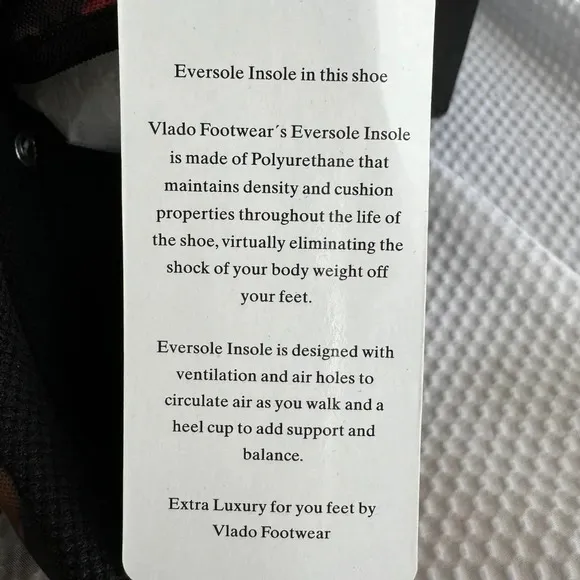 Eversole Insole in this shoe
Vlado Footwear´s Eversole Insole
is made of Polyurethane that
maintains density and cushion
properties throughout the life of
the shoe, virtually eliminating the
shock of your body weight off
your feet.
Eversole Insole is designed with
ventilation and air holes to
circulate air as you walk and a
heel cup to add support and
balance.
Extra Luxury for you feet by
Vlado Footwear